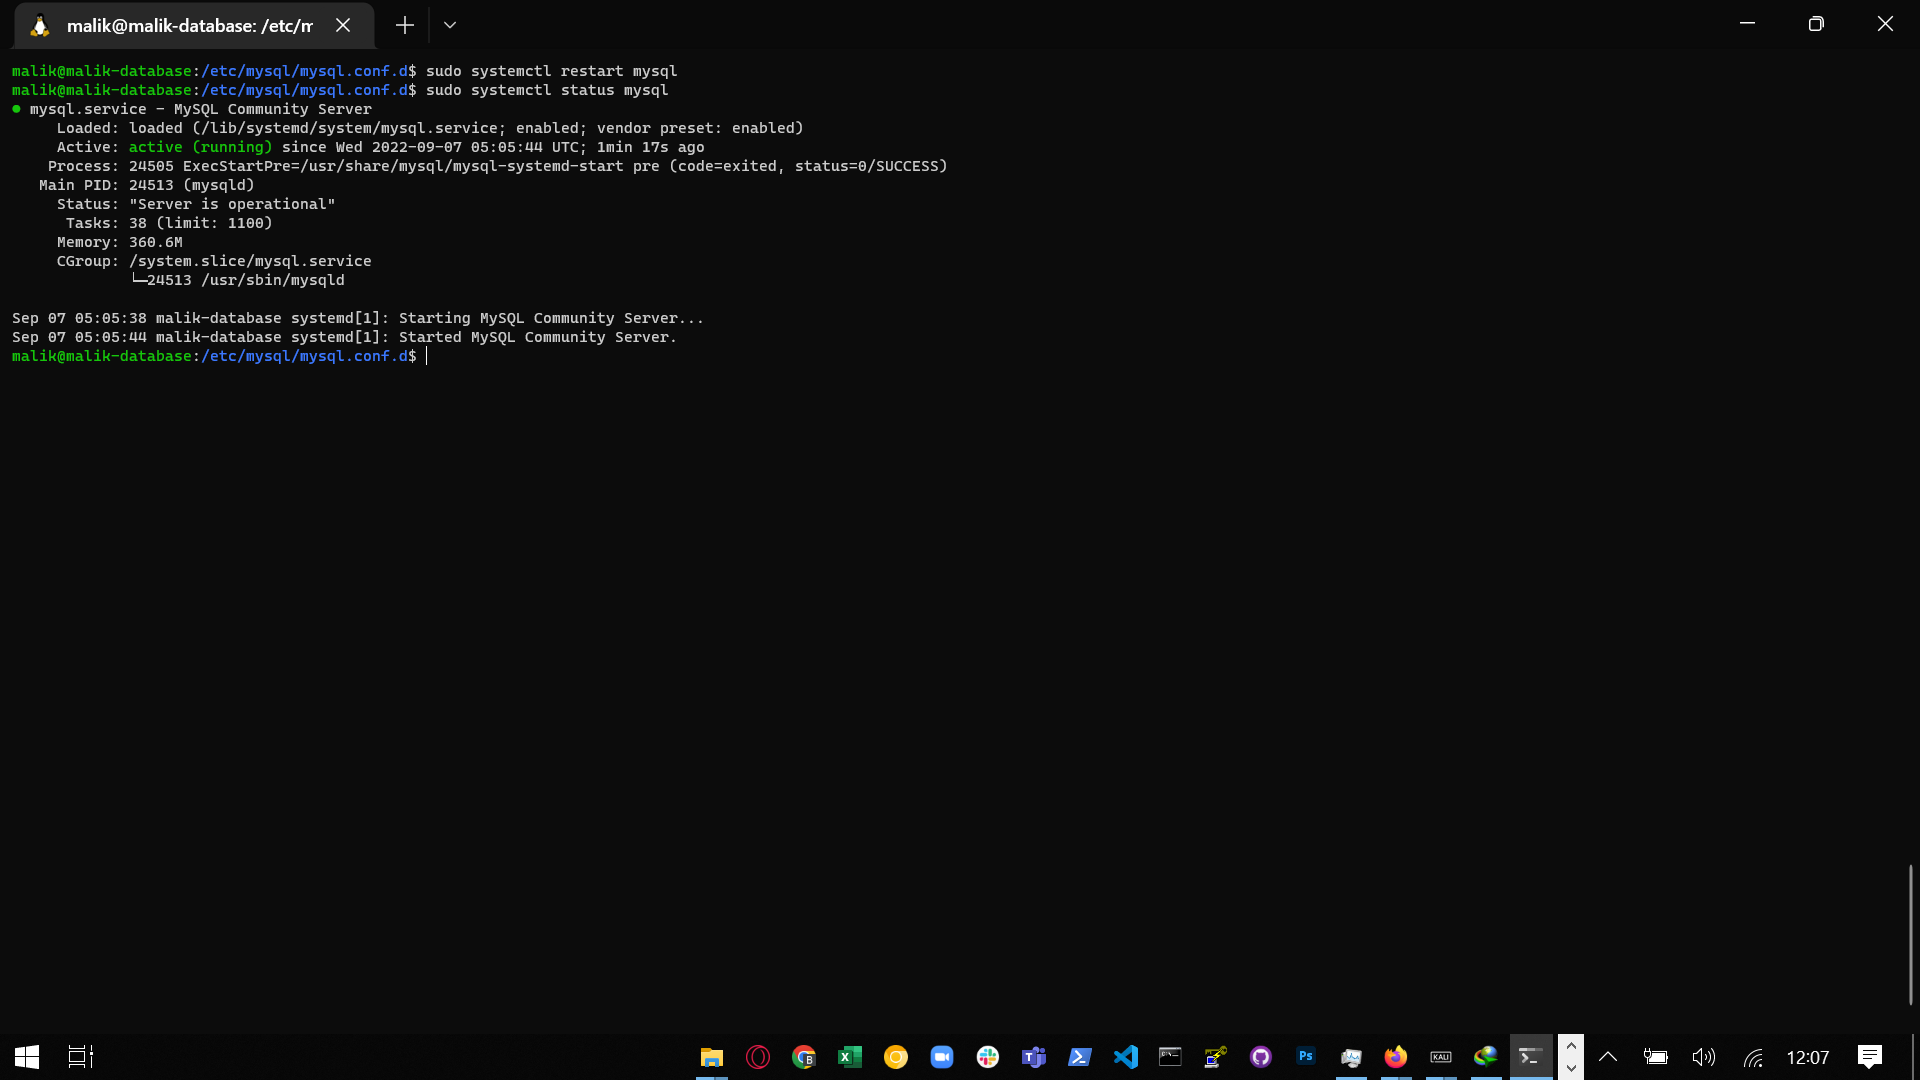 malik@malik-database: /etc/m
malik@malik-database:/etc/mysql/mysql.conf.d$ sudo systemctl restart mysql
malik@malik-database:/etc/mysql/mysql.conf.d$ sudo systemctl status mysql
● mysql.service - MySQL Community Server
Loaded: loaded (/lib/systemd/system/mysql.service; enabled; vendor preset: enabled)
Active: active (running) since Wed 2022-09-07 05:05:44 UTC; 1min 17s ago
Process: 24505 ExecStartPre=/usr/share/mysql/mysql-systemd-start pre (code=exited, status=0/SUCCESS)
Main PID: 24513 (mysqld)
Status: "Server is operational"
Tasks: 38 (limit: 1100)
Memory: 360.6M
CGroup: /system.slice/mysql.service
└─24513 /usr/sbin/mysqld
Sep 07 05:05:38 malik-database systemd[1]: Starting MySQL Community Server...
Sep 07 05:05:44 malik-database systemd[1]: Started MySQL Community Server.
malik@malik-database:/etc/mysql/mysql.conf.d$
B
Ps
KALI
12:07